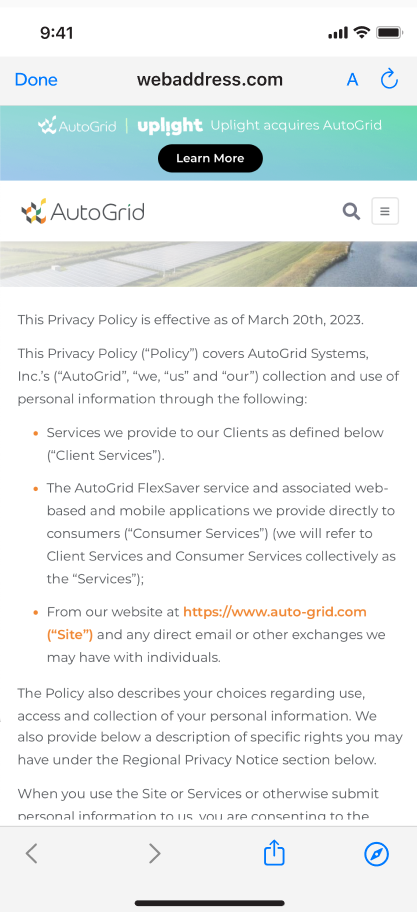 9:41
Done webaddress.com A
AutoGrid | uplight Uplight acquires AutoGrid
Learn More
AutoGrid
This Privacy Policy is effective as of March 20th, 2023.
This Privacy Policy (“Policy”) covers AutoGrid Systems,
Inc.’s (“AutoGrid”, “we, “us” and “our”) collection and use of
personal information through the following:
• Services we provide to our Clients as defined below
(“Client Services”).
• The AutoGrid FlexSaver service and associated web-
based and mobile applications we provide directly to
consumers (“Consumer Services”) (we will refer to
Client Services and Consumer Services collectively as
the “Services”);
• From our website at https://www.auto-grid.com
(“Site”) and any direct email or other exchanges we
may have with individuals.
The Policy also describes your choices regarding use,
access and collection of your personal information. We
also provide below a description of specific rights you may
have under the Regional Privacy Notice section below.
When you use the Site or Services or otherwise submit
personal information to us, you are consenting to the